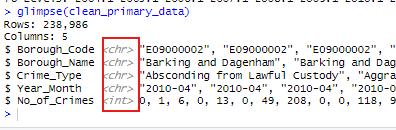 > glimpse(clean_primary_data)
Rows: 238,986
Columns: 5
$ Borough_Code <chr> "E09000002", "E09000002", "E0900
$ Borough_Name <chr> "Barking and Dagenham", "Barking and Dag
$ Crime_Type <chr> "Absconding from Lawful Custody", "Aggra
$ Year_Month <chr> "2010-04", "2010-04", "2010-04", "2010-0
$ No_of_Crimes <int> 0, 1, 6, 0, 13, 0, 49, 208, 0, 0, 118, 9
>